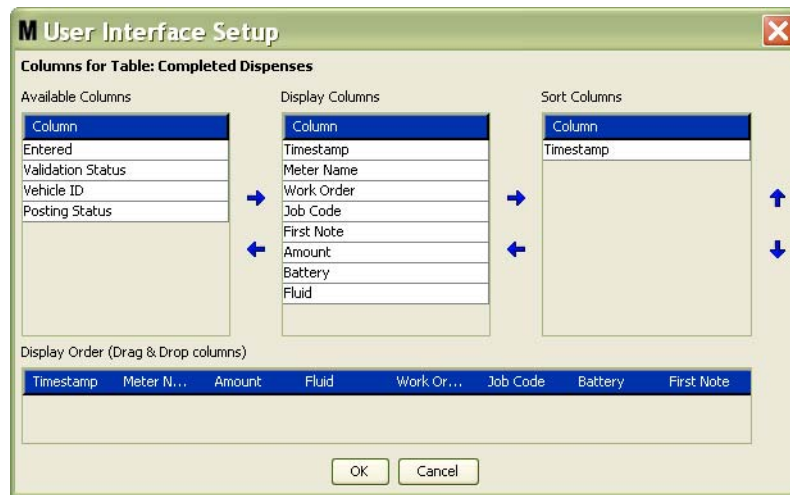 M User Interface Setup
Columns for Table: Completed Dispenses
Available Columns
Column
Entered
Validation Status
Vehicle ID
Posting Status
Display Columns
Column
Timestamp
Meter Name
Work Order
Job Code
First Note
Amount
Battery
Fluid
Sort Columns
Column
Timestamp
Display Order (Drag & Drop columns)
Timestamp Meter N... Amount Fluid Work Or... Job Code Battery First Note
OK Cancel